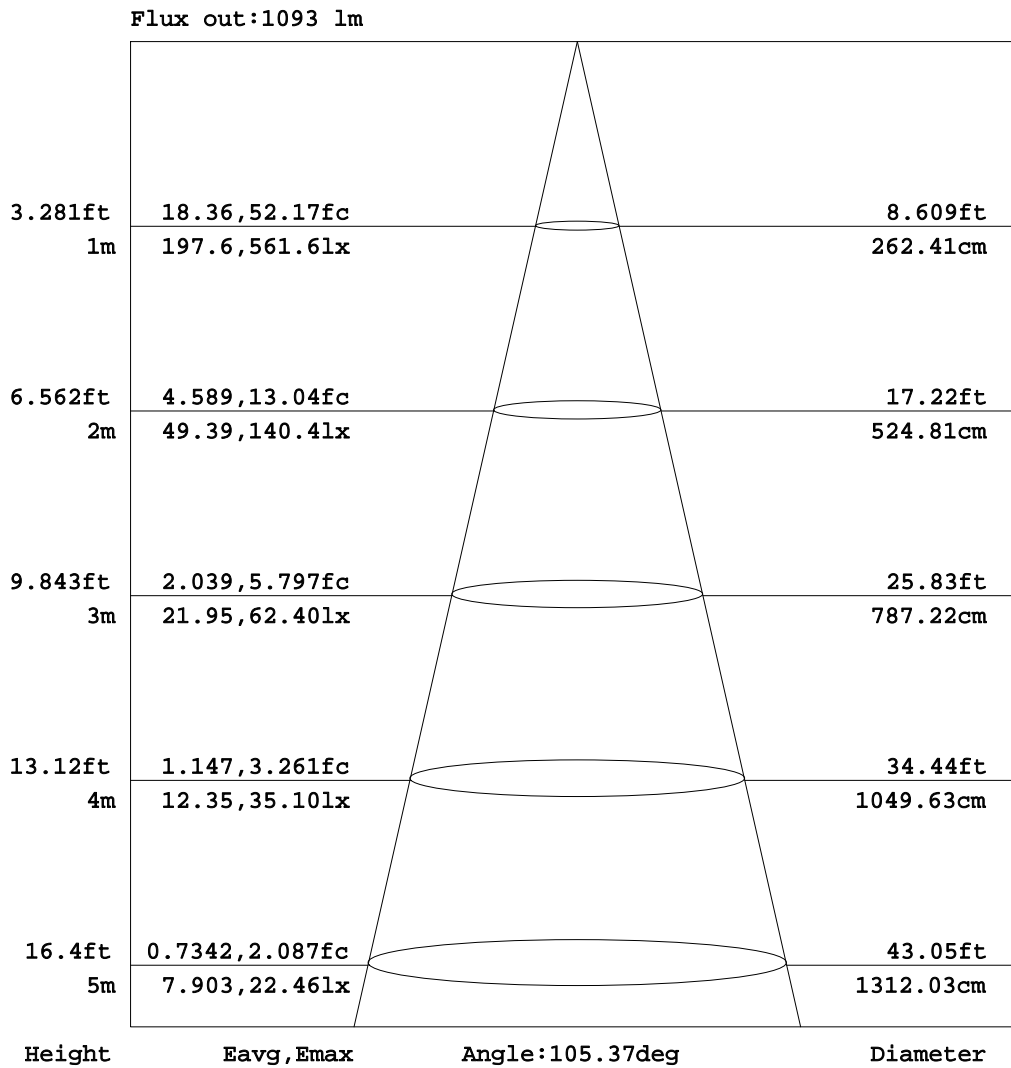 Flux out:1093 lm
3.281ft 18.36,52.17fc 8.609ft
1m 197.6,561.6lx 262.41cm
6.562ft 4.589,13.04fc 17.22ft
2m 49.39,140.4lx 524.81cm
9.843ft 2.039,5.797fc 25.83ft
3m 21.95,62.40lx 787.22cm
13.12ft 1.147,3.261fc 34.44ft
4m 12.35,35.10lx 1049.63cm
16.4ft 0.7342,2.087fc 43.05ft
5m 7.903,22.46lx 1312.03cm
Height Eavg,Emax Angle:105.37deg Diameter